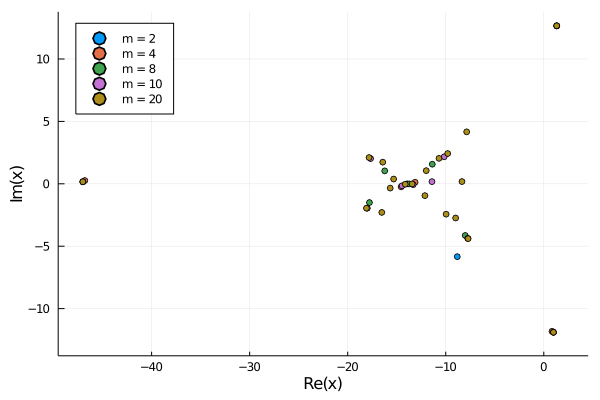 m = 2
m = 4
m = 8
m = 10
m = 20
10
5
0
−5
−10
Im(x)
−40
−30
−20
−10
0
Re(x)